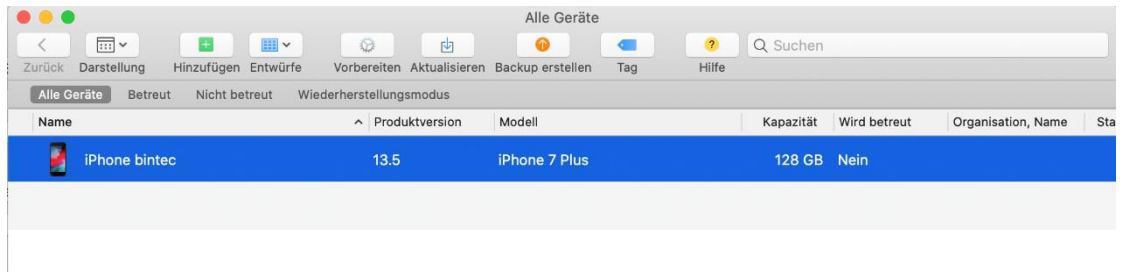 Alle Geräte
Suchen
Zurück Darstellung Hinzufügen Entwürfe Vorbereiten Aktualisieren Backup erstellen Tag Hilfe
Alle Geräte Betreut Nicht betreut Wiederherstellungsmodus
Name Produktversion Modell Kapazität Wird betreut Organisation, Name Sta
iPhone bintec 13.5 iPhone 7 Plus 128 GB Nein